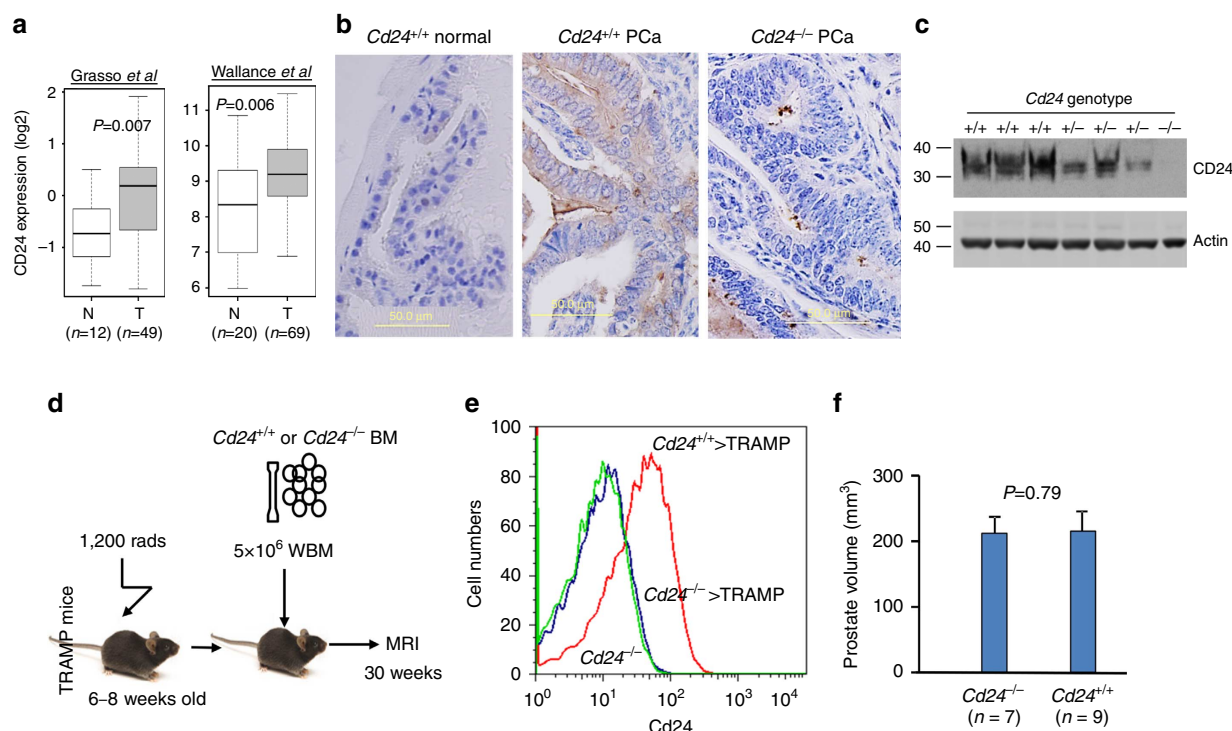 a
Grasso et al
Wallance et al
CD24 expression (log2)
2
0
−1
P=0.007
11
10
9
8
7
6
P=0.006
N
T
N
T
(n=12)
(n=49)
(n=20)
(n=69)
b
Cd24+/+ normal
Cd24+/+ PCa
Cd24−/− PCa
50.0 µm
50.0 µm
50.0 µm
c
Cd24 genotype
+/+ +/+ +/+ +/− +/− +/− −/−
40
30
CD24
50
40
Actin
d
Cd24+/+ or Cd24−/− BM
1,200 rads
5×10⁶ WBM
TRAMP mice
MRI
30 weeks
6–8 weeks old
e
Cell numbers
100
80
60
40
20
0
Cd24+/+>TRAMP
Cd24−/−>TRAMP
Cd24−/−
10⁰ 10¹ 10² 10³ 10⁴
Cd24
f
Prostate volume (mm³)
300
200
100
0
P=0.79
Cd24−/−
(n = 7)
Cd24+/+
(n = 9)